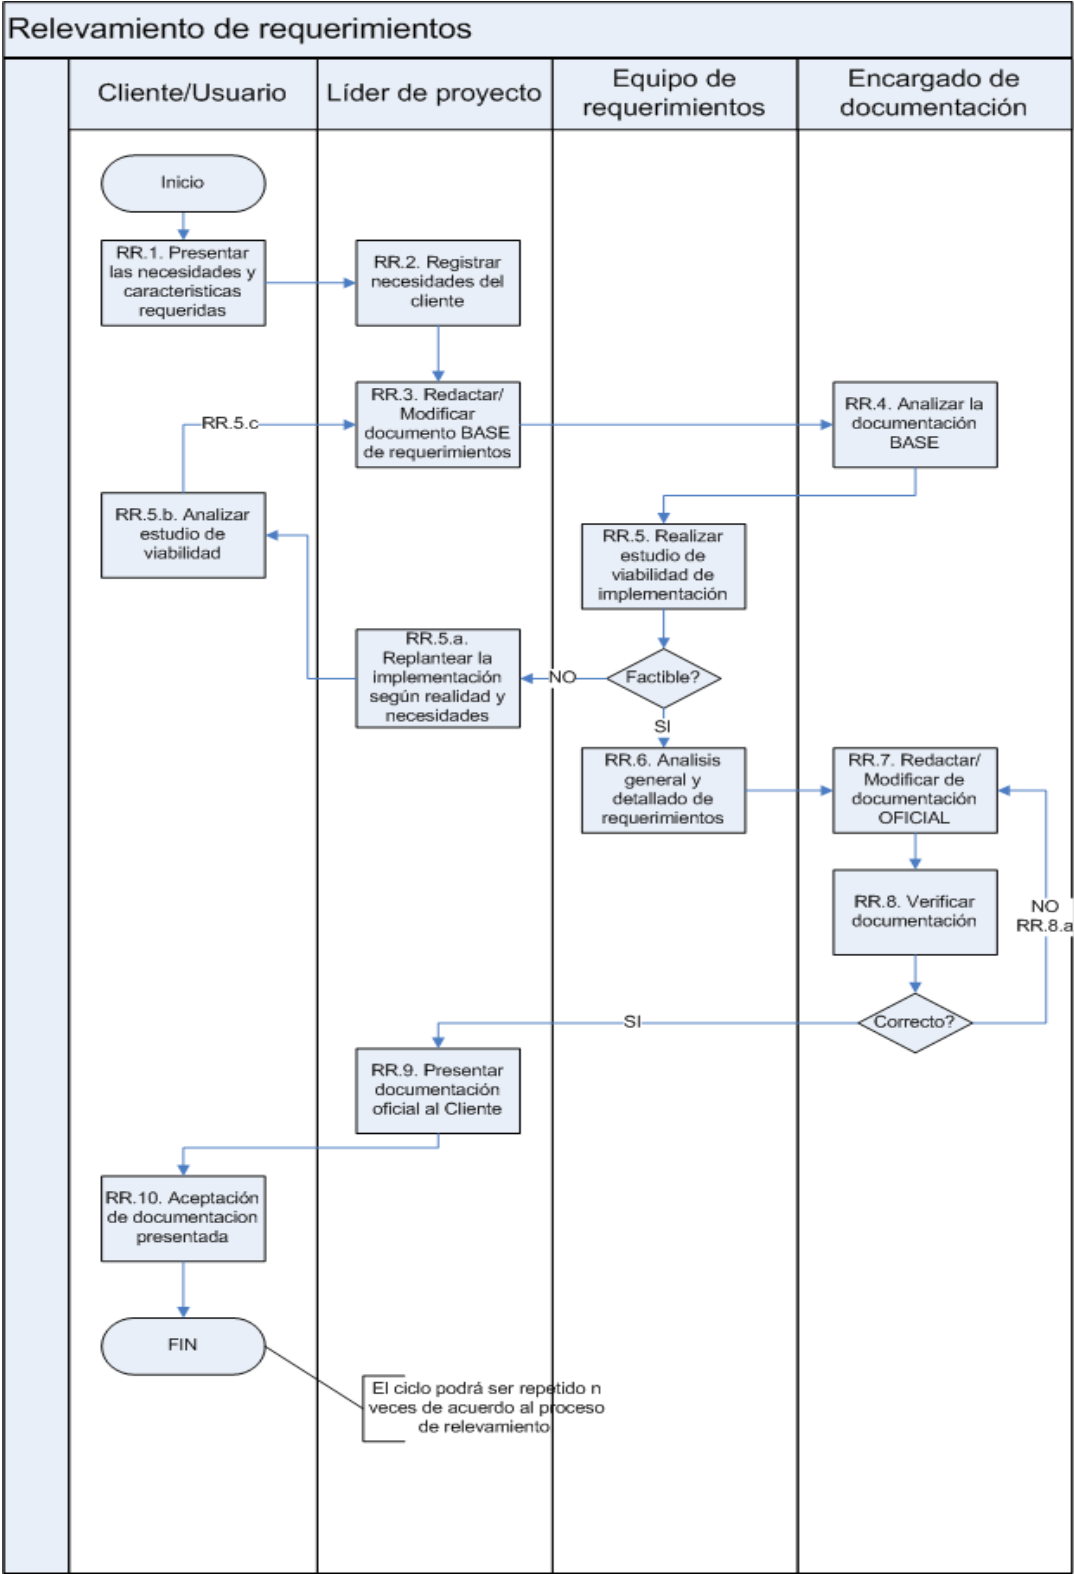 Relevamiento de requerimientos
Cliente/Usuario
Líder de proyecto
Equipo de
requerimientos
Encargado de
documentación
Inicio
RR.1. Presentar
las necesidades y
caracteristicas
requeridas
RR.2. Registrar
necesidades del
cliente
RR.3. Redactar/
Modificar
documento BASE
de requerimientos
RR.4. Analizar la
documentación
BASE
RR.5.c
RR.5.b. Analizar
estudio de
viabilidad
RR.5. Realizar
estudio de
viabilidad de
implementación
RR.5.a.
Replantear la
implementación
según realidad y
necesidades
NO
Factible?
SI
RR.6. Analisis
general y
detallado de
requerimientos
RR.7. Redactar/
Modificar de
documentación
OFICIAL
RR.8. Verificar
documentación
NO
RR.8.a
SI
Correcto?
RR.9. Presentar
documentación
oficial al Cliente
RR.10. Aceptación
de documentacion
presentada
FIN
El ciclo podrá ser repetido n
veces de acuerdo al proceso
de relevamiento